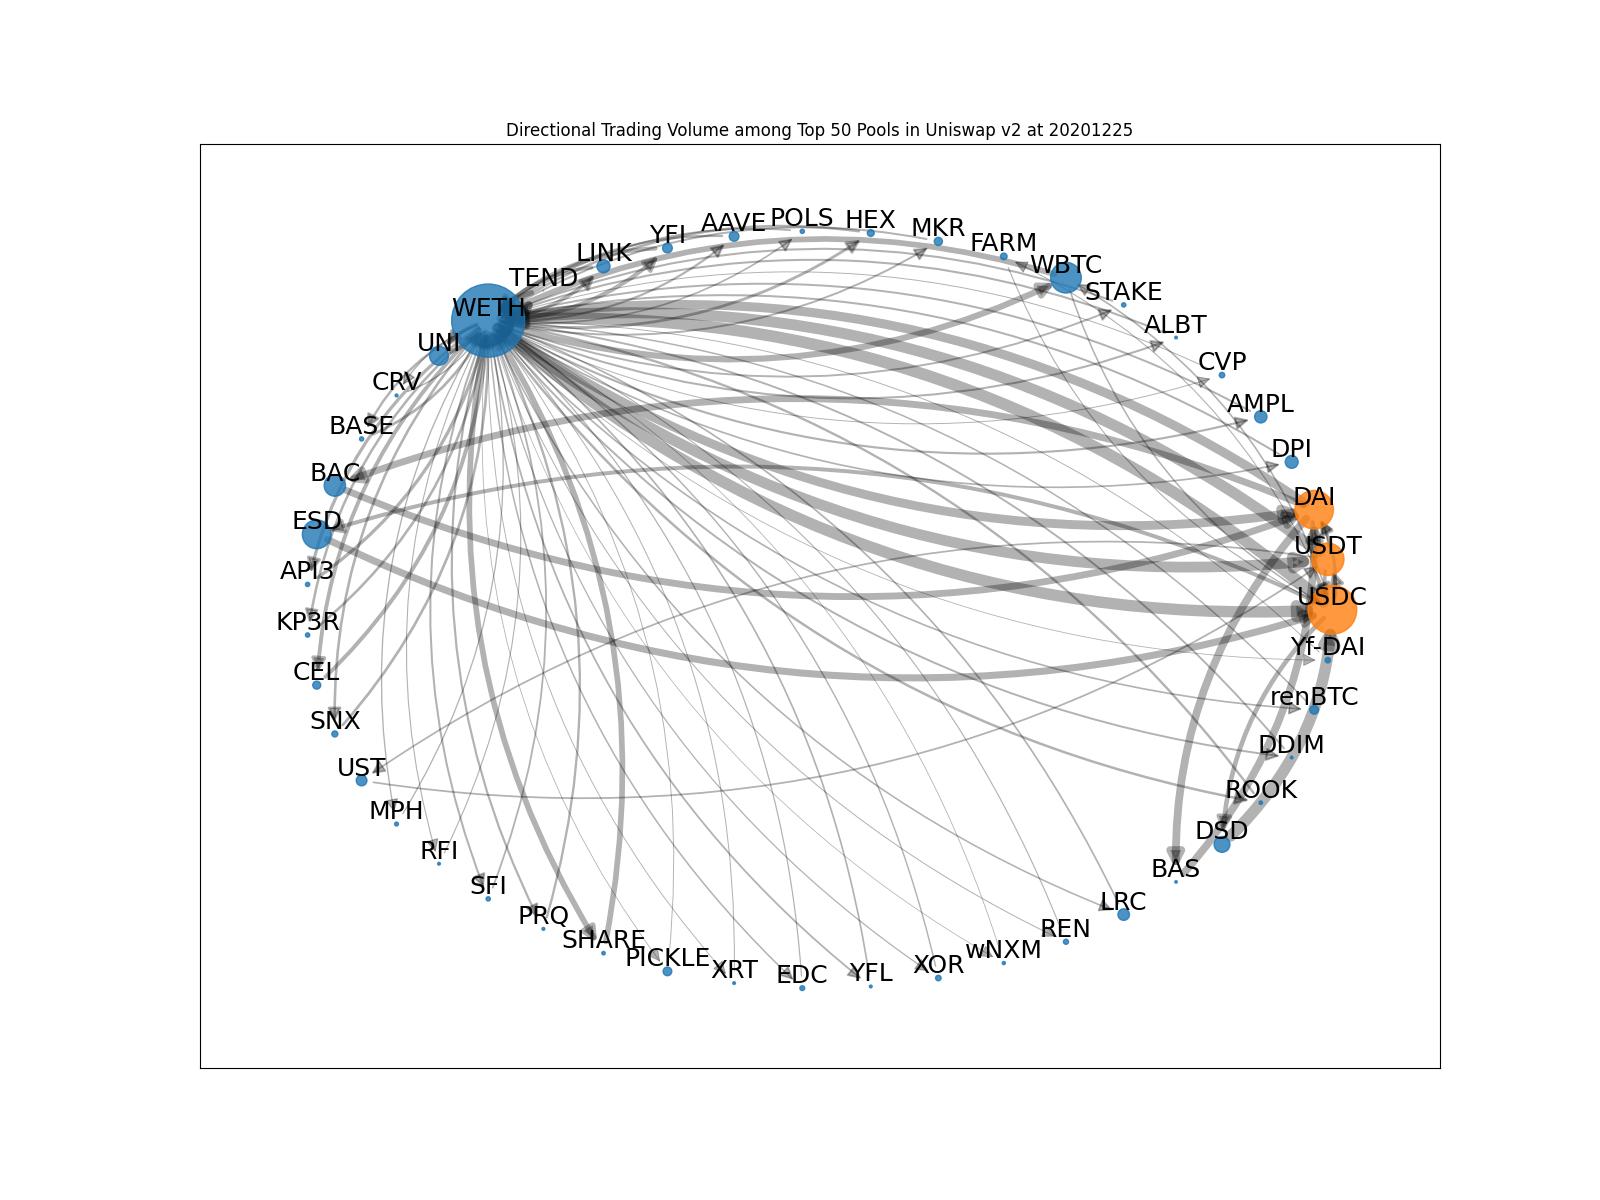 Directional Trading Volume among Top 50 Pools in Uniswap v2 at 20201225
POLS
HEX
AAVE
MKR
YFI
FARM
LINK
WBTC
TEND
STAKE
WETH
ALBT
UNI
CVP
CRV
AMPL
BASE
DPI
BAC
DAI
ESD
USDT
API3
USDC
KP3R
Yf-DAI
CEL
renBTC
SNX
DDIM
UST
ROOK
MPH
DSD
RFI
BAS
SFI
LRC
PRQ
REN
SHARE
wNXM
PICKLE
XOR
XRT
YFL
EDC